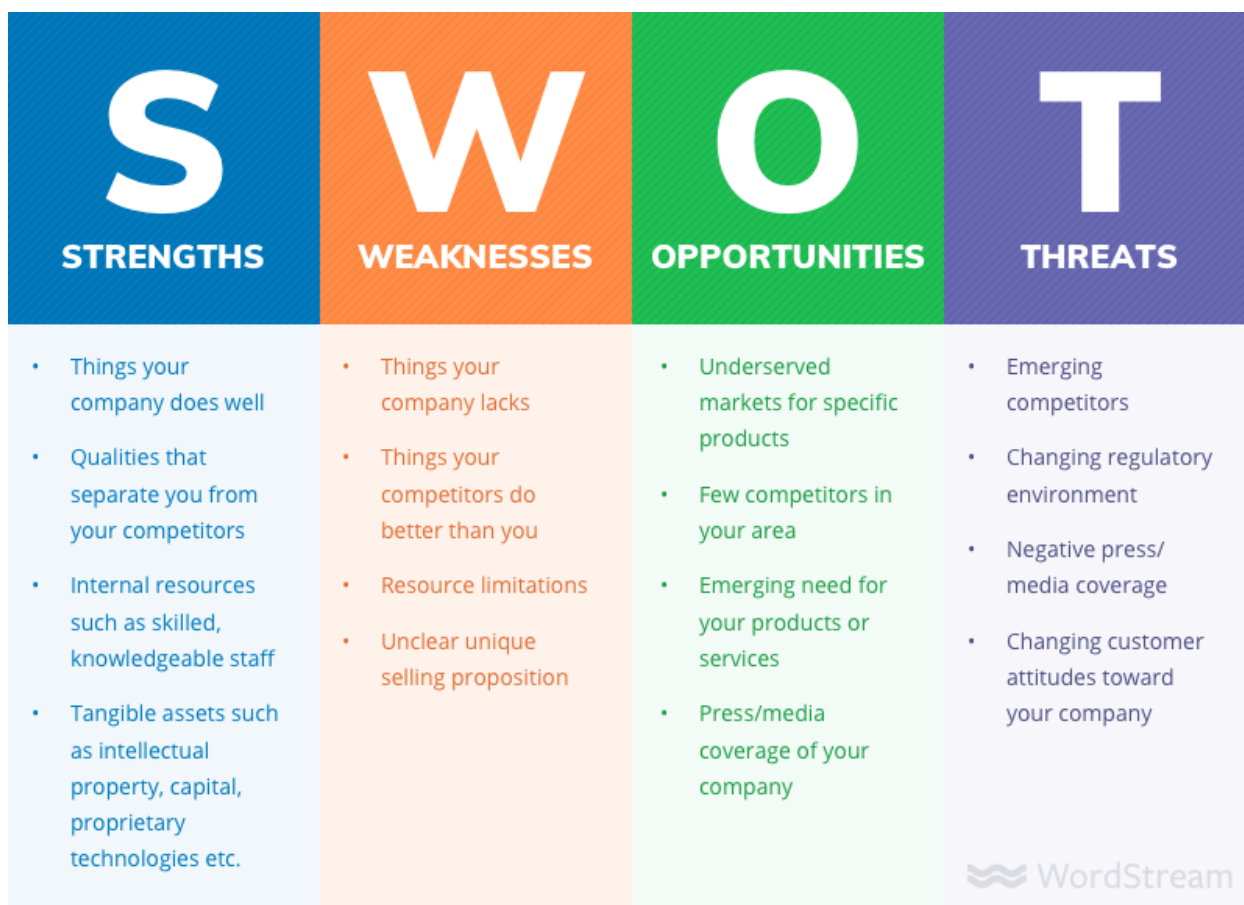 S
STRENGTHS
• Things your
company does well
• Qualities that
separate you from
your competitors
• Internal resources
such as skilled,
knowledgeable staff
• Tangible assets such
as intellectual
property, capital,
proprietary
technologies etc.
W
WEAKNESSES
• Things your
company lacks
• Things your
competitors do
better than you
• Resource limitations
• Unclear unique
selling proposition
O
OPPORTUNITIES
• Underserved
markets for specific
products
• Few competitors in
your area
• Emerging need for
your products or
services
• Press/media
coverage of your
company
T
THREATS
• Emerging
competitors
• Changing regulatory
environment
• Negative press/
media coverage
• Changing customer
attitudes toward
your company
WordStream